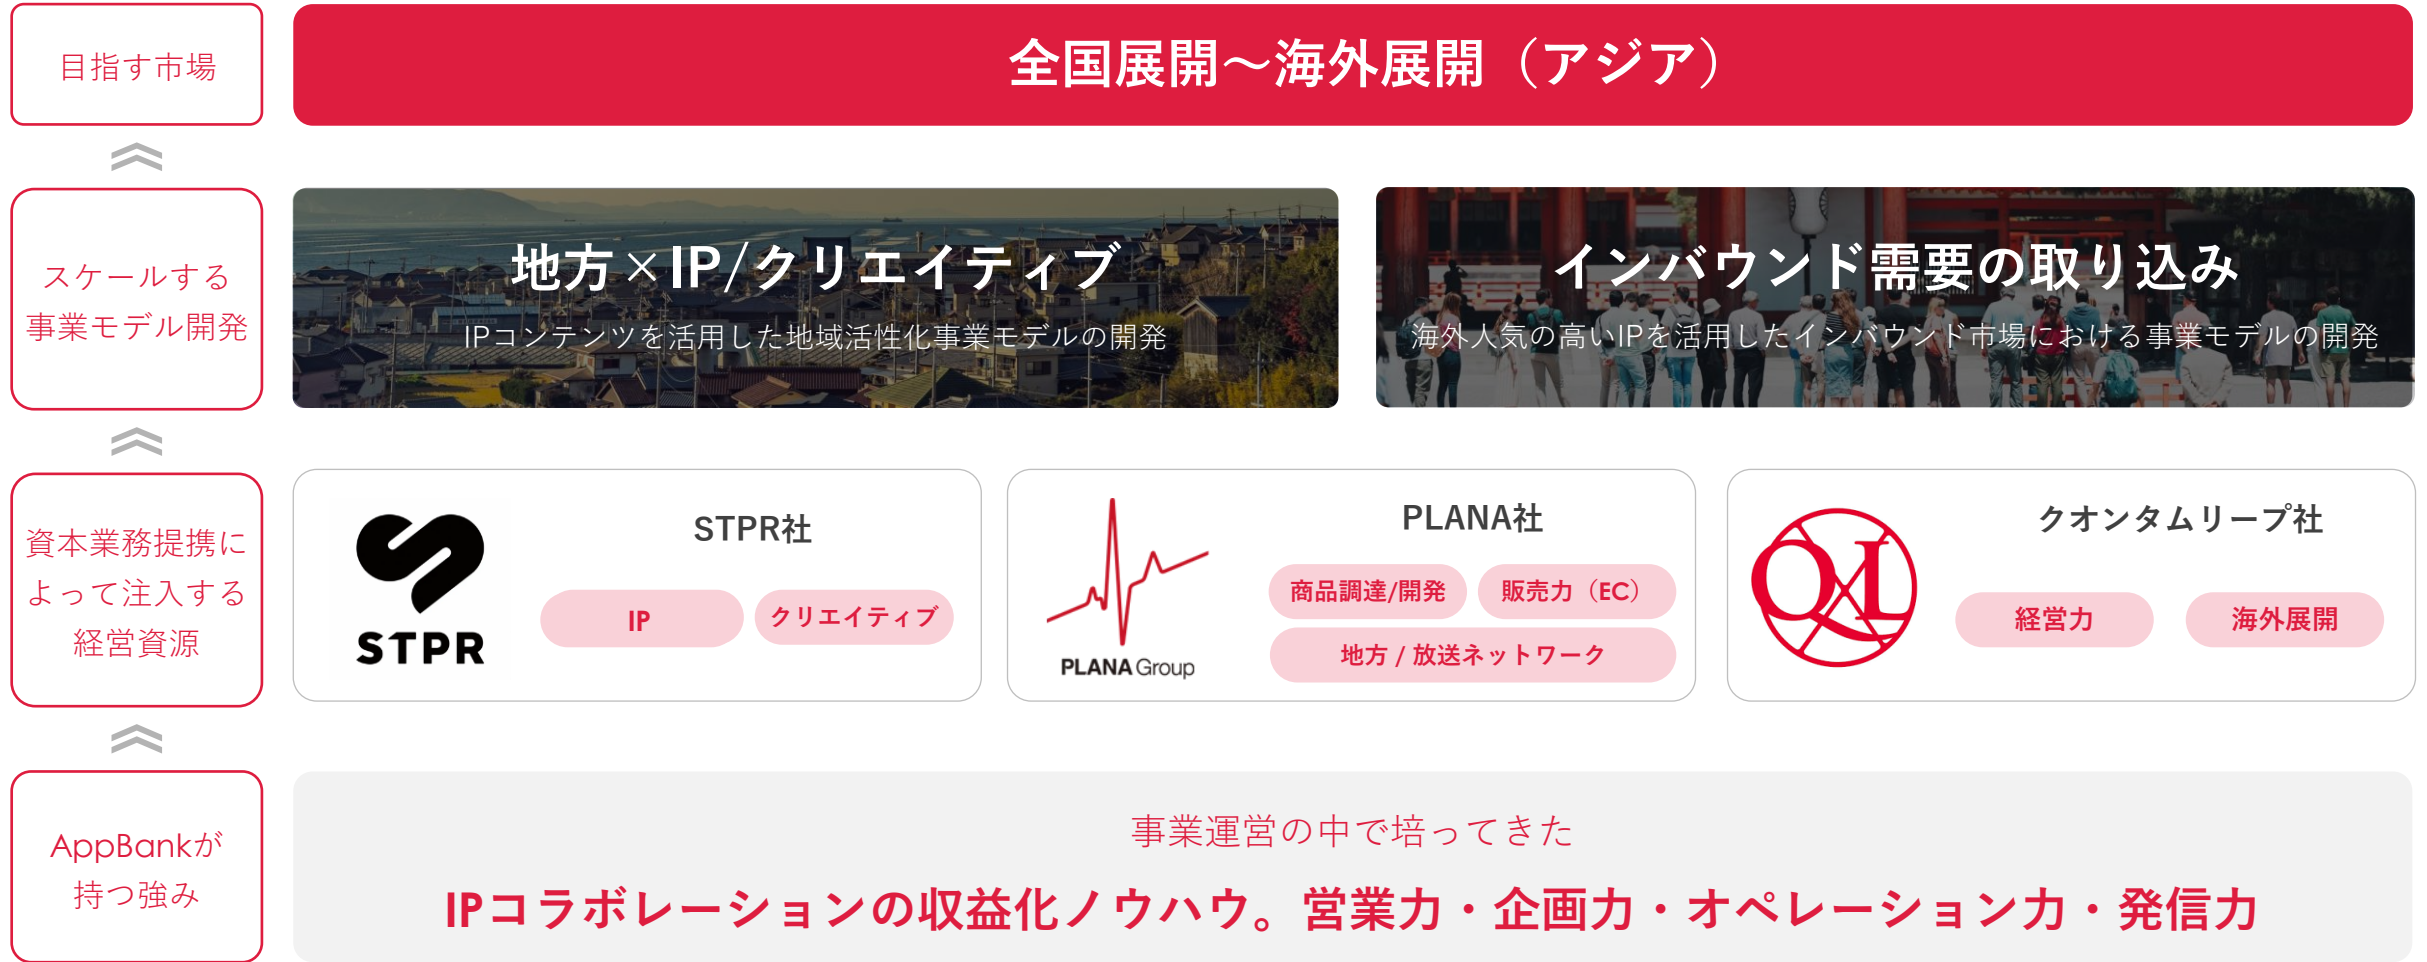 目指す市場
全国展開～海外展開（アジア）
スケールする
事業モデル開発
地方×IP/クリエイティブ
IPコンテンツを活用した地域活性化事業モデルの開発
インバウンド需要の取り込み
海外人気の高いIPを活用したインバウンド市場における事業モデルの開発
資本業務提携に
よって注入する
経営資源
STPR
STPR社
IP
クリエイティブ
PLANA Group
PLANA社
商品調達/開発
販売力（EC）
地方 / 放送ネットワーク
QL
クオンタムリープ社
経営力
海外展開
AppBankが
持つ強み
事業運営の中で培ってきた
IPコラボレーションの収益化ノウハウ。営業力・企画力・オペレーション力・発信力